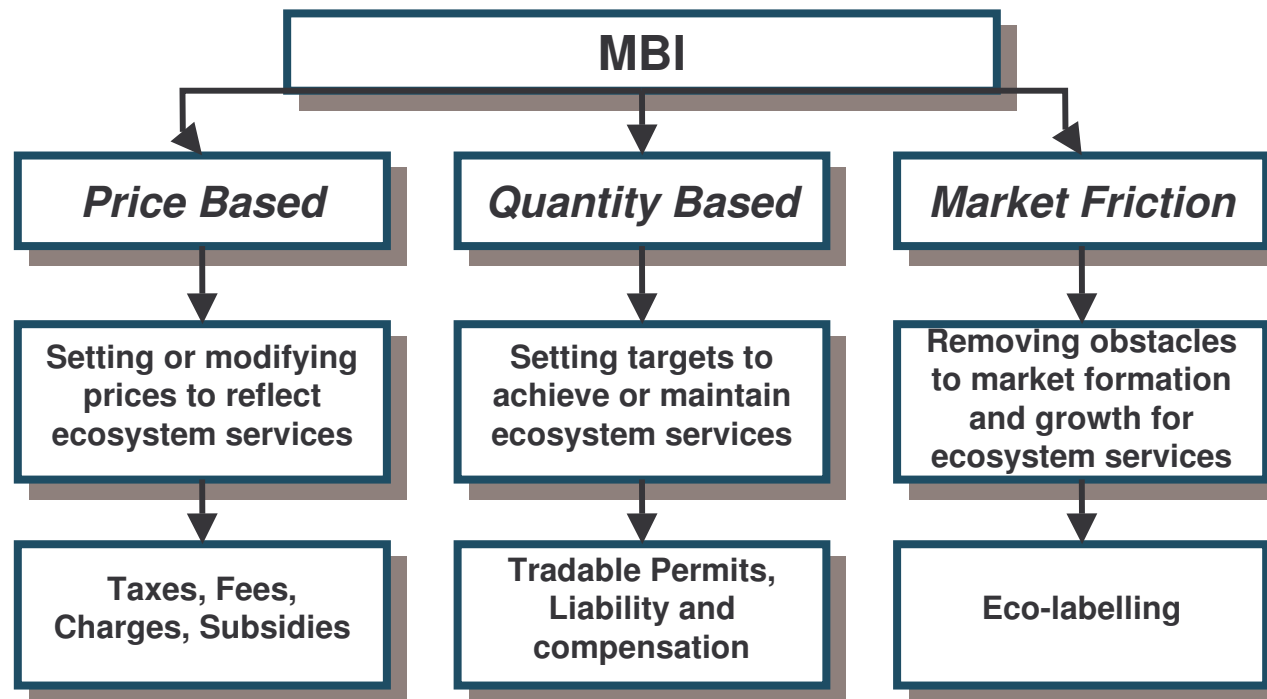 MBI
Price Based
Quantity Based
Market Friction
Setting or modifying
prices to reflect
ecosystem services
Setting targets to
achieve or maintain
ecosystem services
Removing obstacles
to market formation
and growth for
ecosystem services
Taxes, Fees,
Charges, Subsidies
Tradable Permits,
Liability and
compensation
Eco-labelling